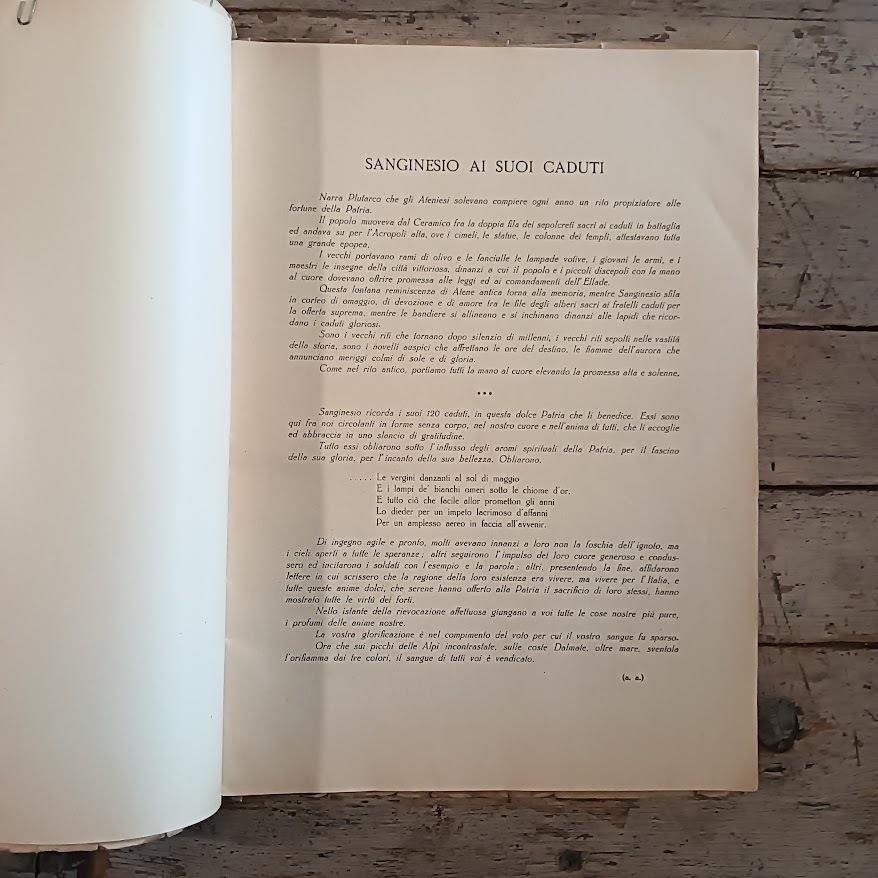 SANGINESIO AI SUOI CADUTI
Narra Plutarco che gli Ateniesi solevano compiere ogni anno un rito propiziatore alle
fortune della Patria.
Il popolo muoveva dal Ceramico fra la doppia fila dei sepolcreti sacri ai caduti in battaglia
ed andava su per l'Acropoli alta, ove i cimeli, le statue, le colonne dei templi, attestavano tutta
una grande epopea.
I vecchi portavano rami di olivo e le fanciulle le lampade votive, i giovani le armi, e i
maestri le insegne della città vittoriosa, dinanzi a cui il popolo e i piccoli discepoli con la mano
al cuore dovevano offrire promessa alle leggi ed ai comandamenti dell'Ellade.
Questa lontana reminiscenza di Atene antica torna alla memoria, mentre Sanginesio sfila
in corteo di omaggio, di devozione e di amore tra le file degli alberi sacri ai fratelli caduti per
la offerta suprema, mentre le bandiere si allineano e si inchinano dinanzi alle lapidi che ricor-
dano i caduti gloriosi.
Sono i vecchi riti che tornano dopo silenzio di millenni, i vecchi riti sepolti nelle vastità
della storia, sono i novelli auspici che affrettano le ore del destino, le fiamme dell'aurora che
annunciano meriggi colmi di sole e di gloria.
Come nel rito antico, portiamo tutti la mano al cuore elevando la promessa alta e solenne.
•••
Sanginesio ricorda i suoi 120 caduti, in questa dolce Patria che li benedice. Essi sono
qui fra noi circolanti in forme senza corpo, nel nostro cuore e nell'anima di tutti, che li accoglie
ed abbraccia in uno slancio di gratitudine.
Tutto essi obliarono sotto l'influsso degli aromi spirituali della Patria, per il fascino
della sua gloria, per l'incanto della sua bellezza. Obliarono.
..... Le vergini danzanti al sol di maggio
E i lampi de' bianchi omeri sotto le chiome d'or,
E tutto ciò che facile allor prometton gli anni
Lo dieder per un impeto lacrimoso d'affanni
Per un amplesso aereo in faccia all'avvenir.
Di ingegno agile e pronto, molti avevano innanzi a loro non la foschia dell'ignoto, ma
i cieli aperti a tutte le speranze; altri seguirono l'impulso del loro cuore generoso e condus-
sero ed incitarono i soldati con l'esempio e la parola; altri, presentendo la fine, affidarono
lettere in cui scrissero che la ragione della loro esistenza era vivere, ma vivere per l'Italia, e
tutte queste anime dolci, che serene hanno offerto alla Patria il sacrificio di loro stessi, hanno
mostrato tutte le virtù dei forti.
Nello istante della rievocazione affettuosa giungano a voi tutte le cose nostre più pure,
i profumi delle anime nostre.
La vostra glorificazione è nel compimento del voto per cui il vostro sangue fu sparso.
Ora che sui picchi delle Alpi incontrastate, sulle coste Dalmate, oltre mare, sventola
l'orifiamma dai tre colori, il sangue di tutti voi è vendicato.
(a. a.)